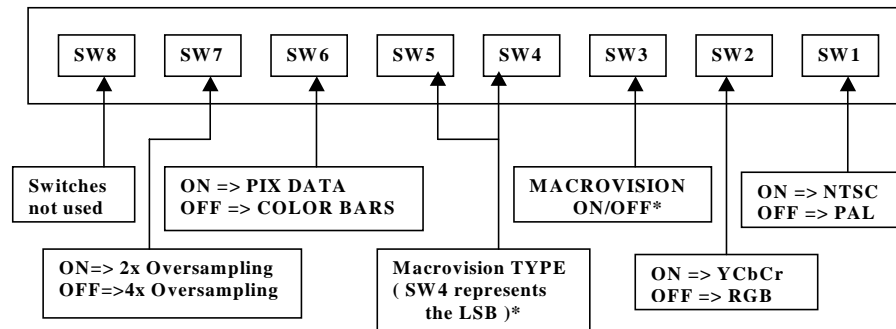 SW8 SW7 SW6 SW5 SW4 SW3 SW2 SW1
Switches
not used
ON => PIX DATA
OFF => COLOR BARS
MACROVISION
ON/OFF*
ON => NTSC
OFF => PAL
ON=> 2x Oversampling
OFF=>4x Oversampling
Macrovision TYPE
( SW4 represents
the LSB )*
ON => YCbCr
OFF => RGB